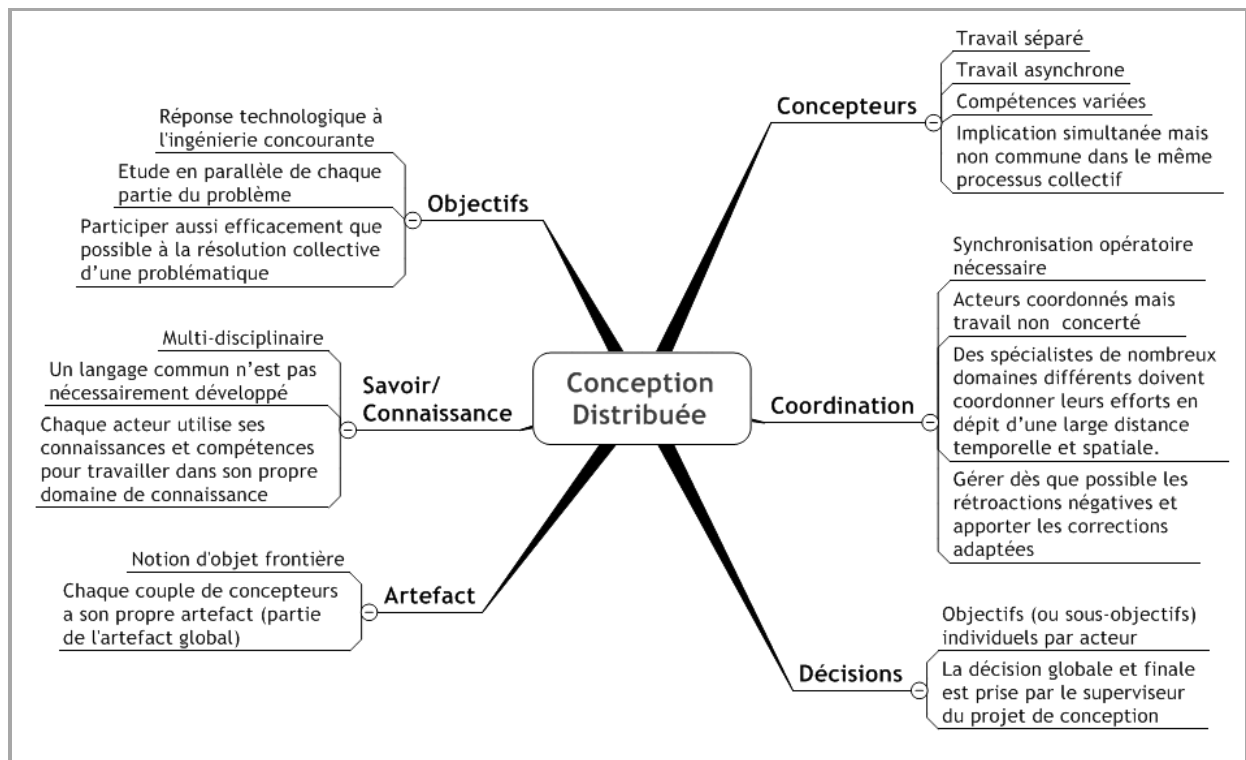 Conception
Distribuée
Objectifs
Réponse technologique à
l'ingénierie concourante
Etude en parallèle de chaque
partie du problème
Participer aussi efficacement que
possible à la résolution collective
d’une problématique
Savoir/
Connaissance
Multi-disciplinaire
Un langage commun n’est pas
nécessairement développé
Chaque acteur utilise ses
connaissances et compétences
pour travailler dans son propre
domaine de connaissance
Artefact
Notion d'objet frontière
Chaque couple de concepteurs
a son propre artefact (partie
de l'artefact global)
Concepteurs
Travail séparé
Travail asynchrone
Compétences variées
Implication simultanée mais
non commune dans le même
processus collectif
Coordination
Synchronisation opératoire
nécessaire
Acteurs coordonnés mais
travail non concerté
Des spécialistes de nombreux
domaines différents doivent
coordonner leurs efforts en
dépit d’une large distance
temporelle et spatiale.
Gérer dès que possible les
rétroactions négatives et
apporter les corrections
adaptées
Décisions
Objectifs (ou sous-objectifs)
individuels par acteur
La décision globale et finale
est prise par le superviseur
du projet de conception